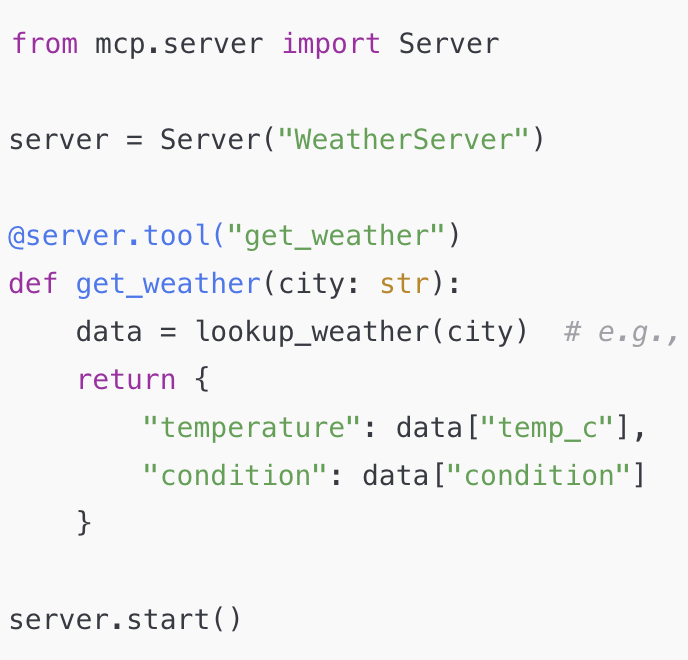 from mcp.server import Server
server = Server("WeatherServer")
@server.tool("get_weather")
def get_weather(city: str):
    data = lookup_weather(city)  # e.g.,
    return {
        "temperature": data["temp_c"],
        "condition": data["condition"]
    }
server.start()